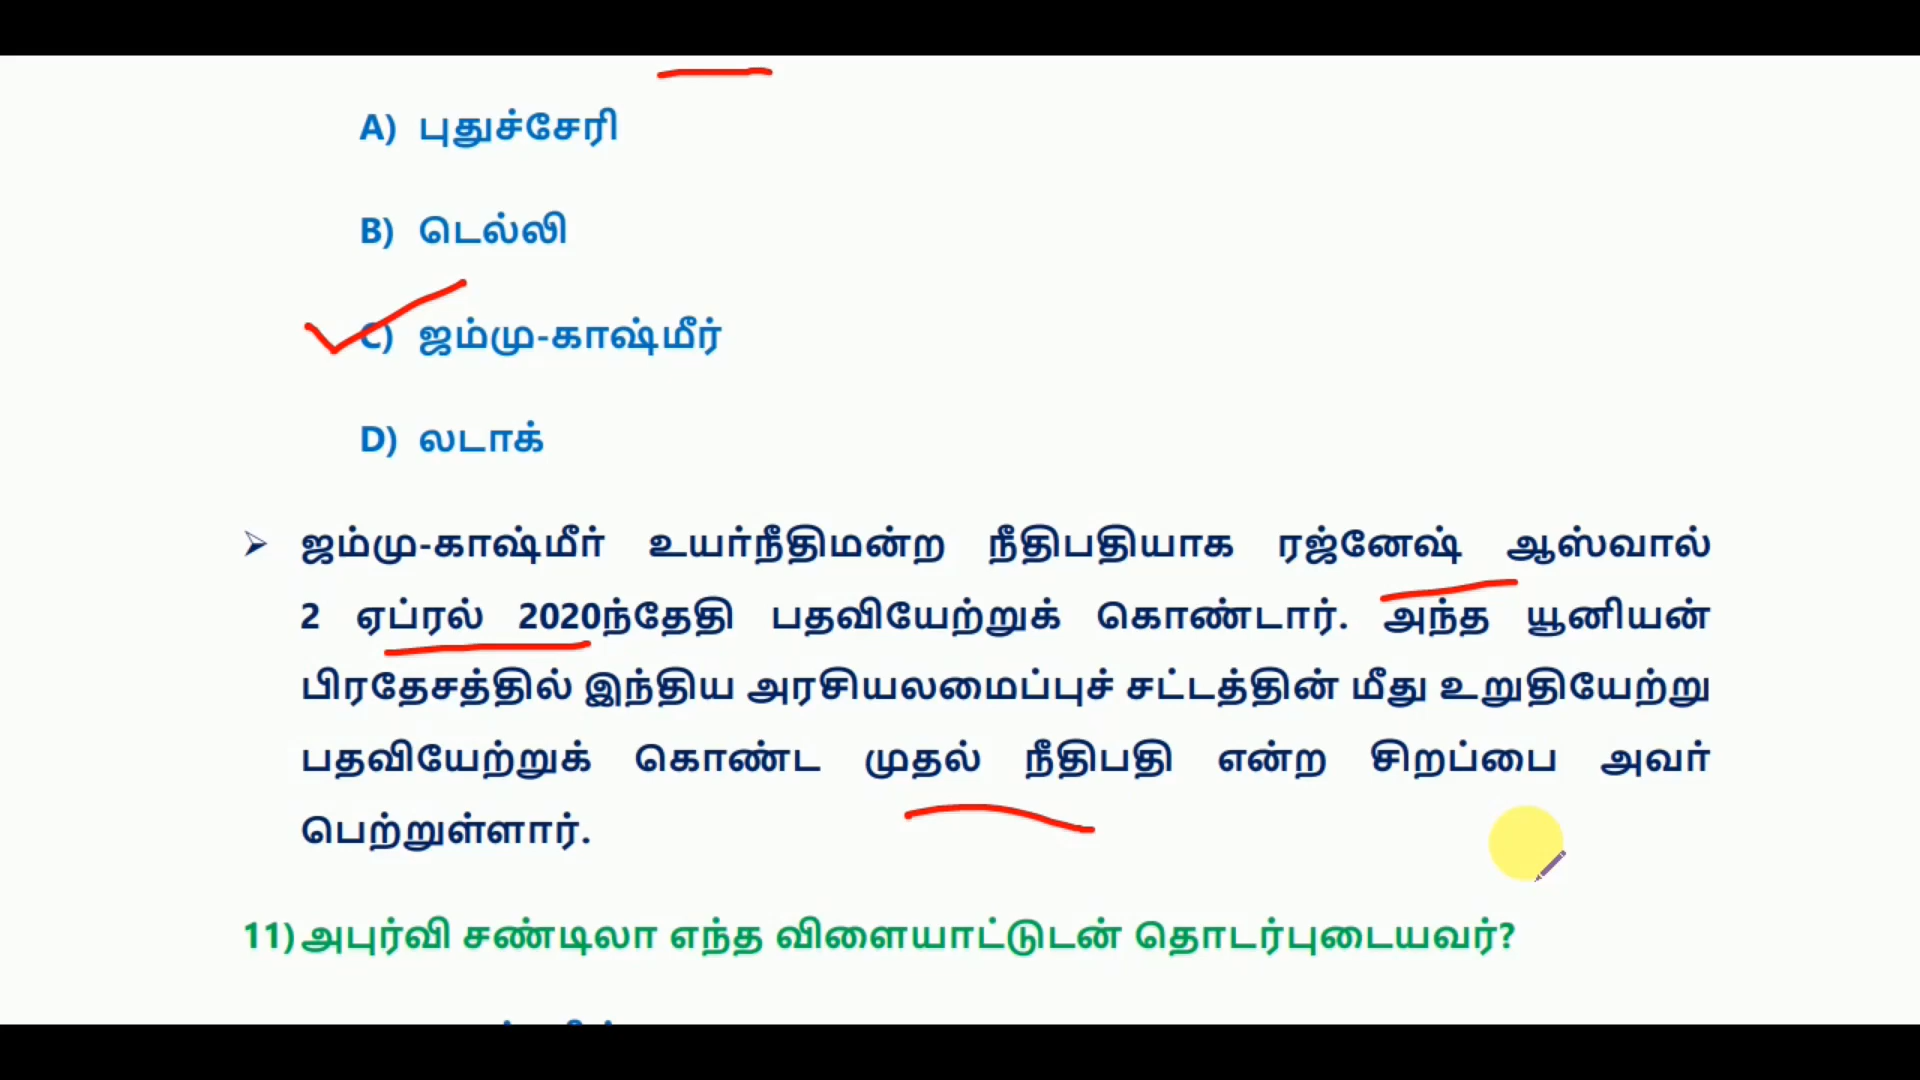 A) புதுச்சேரி
B) டெல்லி
C) ஜம்மு-காஷ்மீர்
D) லடாக்
➢ ஜம்மு-காஷ்மீர் உயர்நீதிமன்ற நீதிபதியாக ரஜ்னேஷ் ஆஸ்வால்
2 ஏப்ரல் 2020ந்தேதி பதவியேற்றுக் கொண்டார். அந்த யூனியன்
பிரதேசத்தில் இந்திய அரசியலமைப்புச் சட்டத்தின் மீது உறுதியேற்று
பதவியேற்றுக் கொண்ட முதல் நீதிபதி என்ற சிறப்பை அவர்
பெற்றுள்ளார்.
11) அபுர்வி சண்டிலா எந்த விளையாட்டுடன் தொடர்புடையவர்?